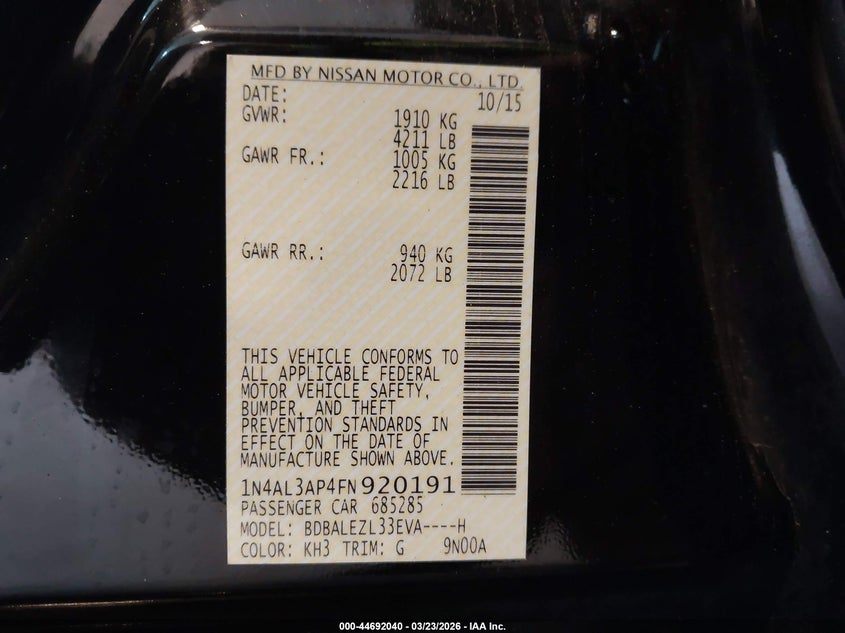 MFD BY NISSAN MOTOR CO., LTD.
DATE: 10/15
GVWR: 1910 KG
4211 LB
GAWR FR.: 1005 KG
2216 LB
GAWR RR.: 940 KG
2072 LB
THIS VEHICLE CONFORMS TO
ALL APPLICABLE FEDERAL
MOTOR VEHICLE SAFETY,
BUMPER, AND THEFT
PREVENTION STANDARDS IN
EFFECT ON THE DATE OF
MANUFACTURE SHOWN ABOVE.
1N4AL3AP4FN920191
PASSENGER CAR 685285
MODEL: BDBALEZL33EVA----H
COLOR: KH3 TRIM: G 9N00A
000-44692040 - 03/23/2026 - IAA Inc.